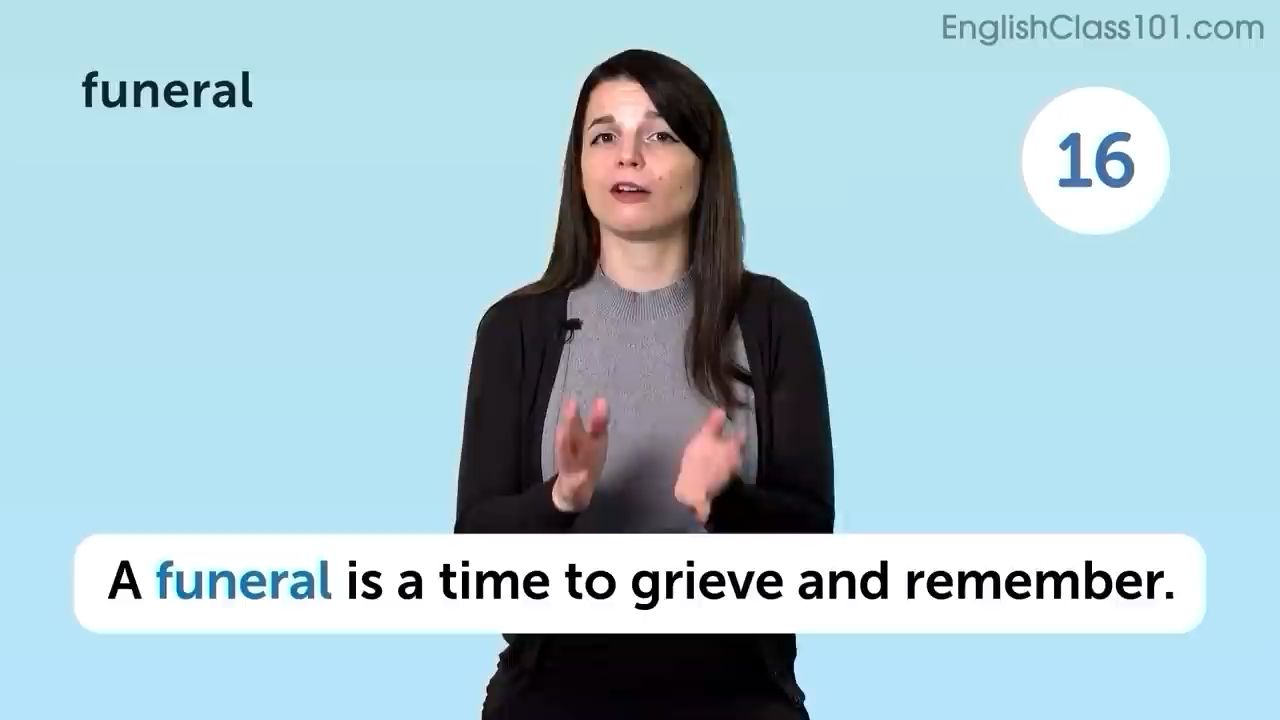 EnglishClass101.com
funeral
16
A funeral is a time to grieve and remember.